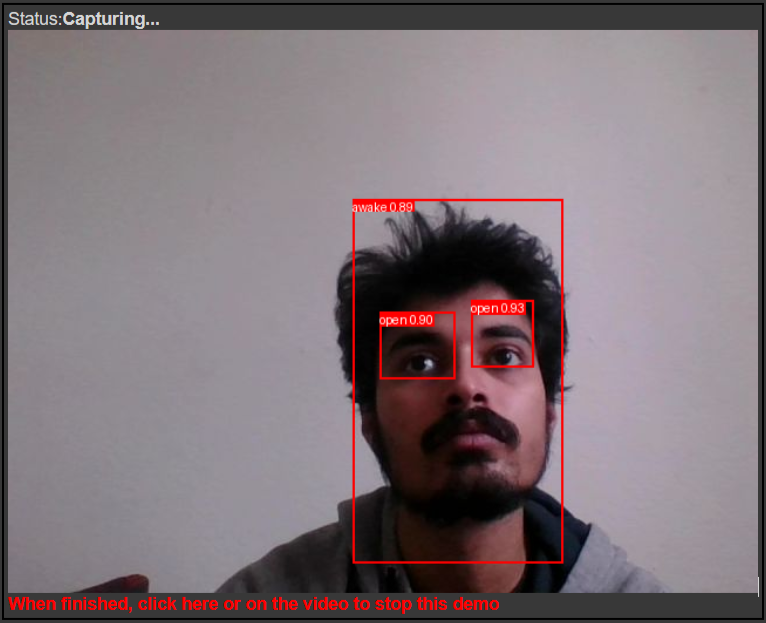 Status:Capturing...
awake 0.89
open 0.90
open 0.93
When finished, click here or on the video to stop this demo